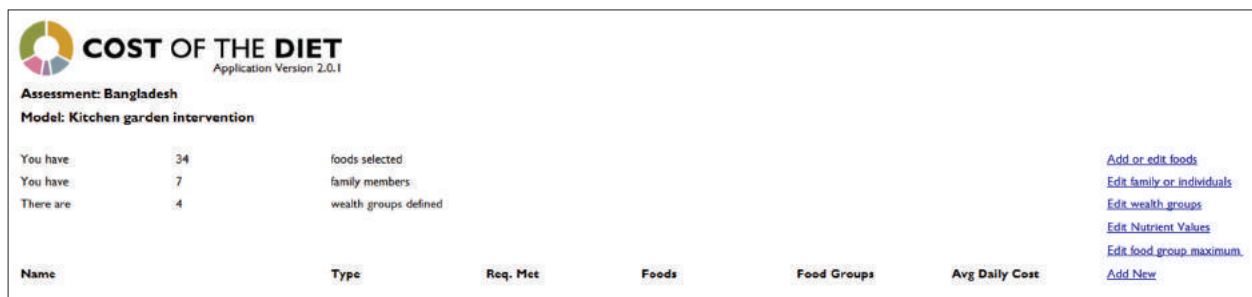 COST OF THE DIET
Application Version 2.0.1
Assessment: Bangladesh
Model: Kitchen garden intervention
You have 34 foods selected Add or edit foods
You have 7 family members Edit family or individuals
There are 4 wealth groups defined Edit wealth groups
Edit Nutrient Values
Edit food group maximum
Name Type Req. Met Foods Food Groups Avg Daily Cost Add New